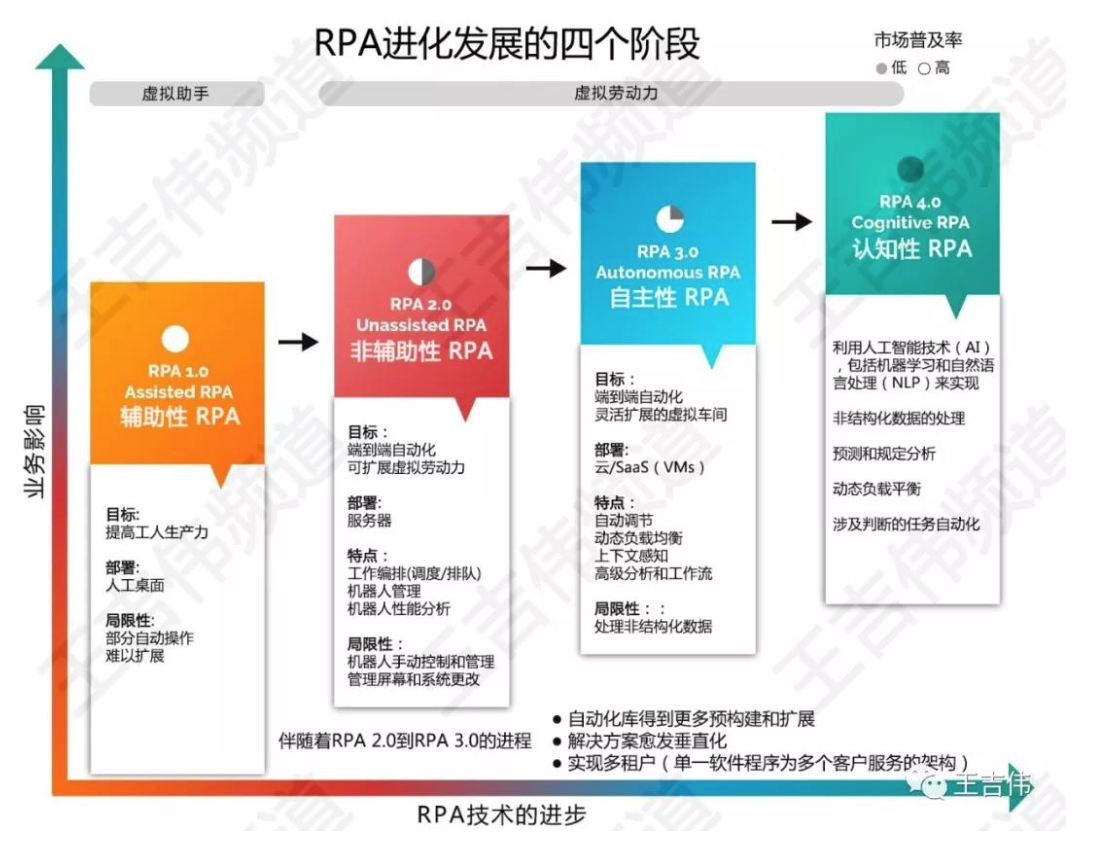 RPA进化发展的四个阶段
市场普及率
低 高
虚拟助手
虚拟劳动力
RPA 1.0
Assisted RPA
辅助性 RPA
目标:
提高工人生产力
部署:
人工桌面
局限性:
部分自动操作
难以扩展
RPA 2.0
Unassisted RPA
非辅助性 RPA
目标：
端到端自动化
可扩展虚拟劳动力
部署:
服务器
特点：
工作编排(调度/排队)
机器人管理
机器人性能分析
局限性：
机器人手动控制和管理
管理屏幕和系统更改
RPA 3.0
Autonomous RPA
自主性 RPA
目标：
端到端自动化
灵活扩展的虚拟车间
部署:
云/SaaS（VMs）
特点：
自动调节
动态负载均衡
上下文感知
高级分析和工作流
局限性：：
处理非结构化数据
RPA 4.0
Cognitive RPA
认知性 RPA
利用人工智能技术（AI）
，包括机器学习和自然语
言处理（NLP）来实现
非结构化数据的处理
预测和规定分析
动态负载平衡
涉及判断的任务自动化
伴随着RPA 2.0到RPA 3.0的进程
● 自动化库得到更多预构建和扩展
● 解决方案愈发垂直化
● 实现多租户（单一软件程序为多个客户服务的架构）
业务影响
RPA技术的进步
王吉伟
王吉伟频道